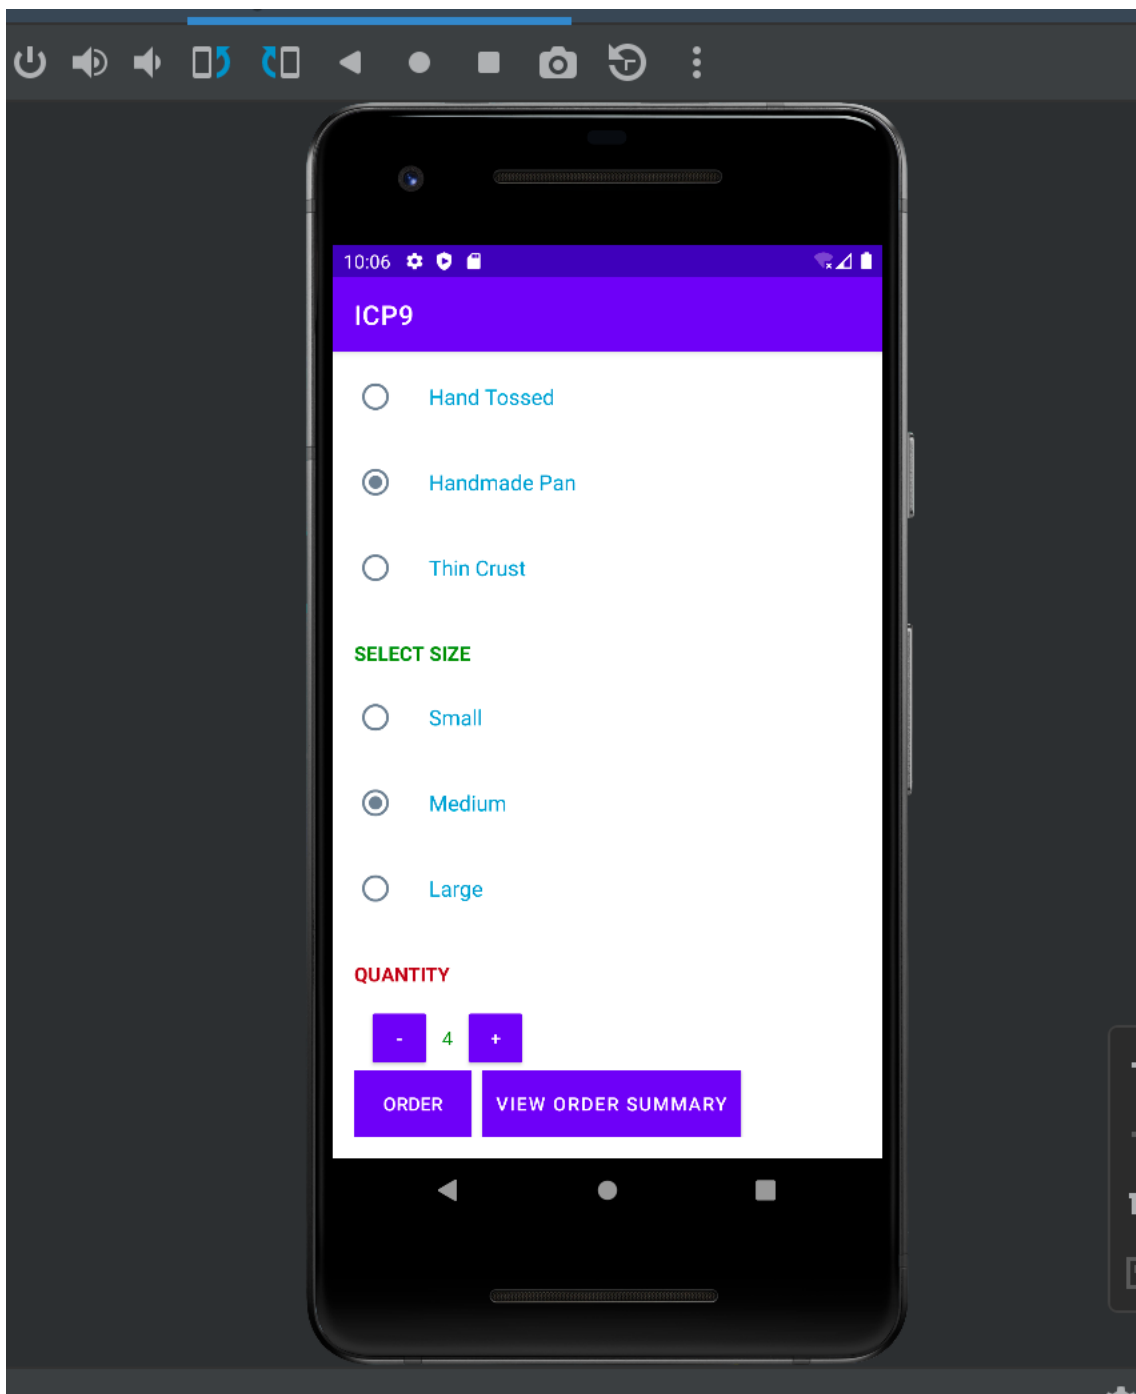 10:06
ICP9
Hand Tossed
Handmade Pan
Thin Crust
SELECT SIZE
Small
Medium
Large
QUANTITY
- 4 +
ORDER VIEW ORDER SUMMARY